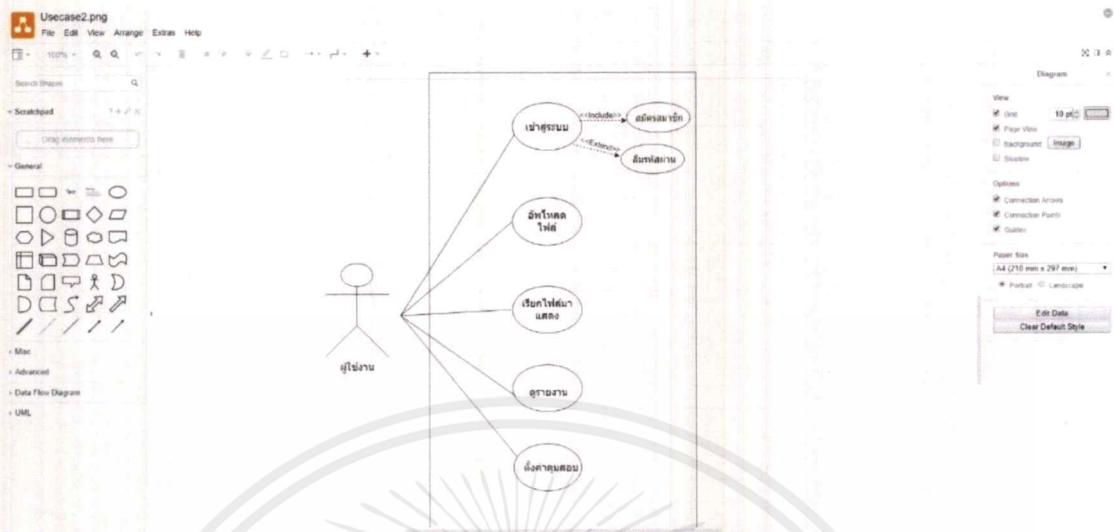 Usecase2.png
File Edit View Arrange Extras Help
100%
Search Shapes
Scratchpad
Drag elements here
General
Text
Misc
Advanced
Data Flow Diagram
UML
เข้าสู่ระบบ
<<Include>>
สมัครสมาชิก
<<Extend>>
ลืมรหัสผ่าน
อัพโหลด
ไฟล์
เรียกไฟล์มา
แสดง
ดูรายงาน
ตั้งค่าคุมสอบ
ผู้ใช้งาน
Diagram
View
Grid 10 pt
Page View
Background Image
Shadow
Options
Connection Arrows
Connection Points
Guides
Paper Size
A4 (210 mm x 297 mm)
Portrait Landscape
Edit Data
Clear Default Style